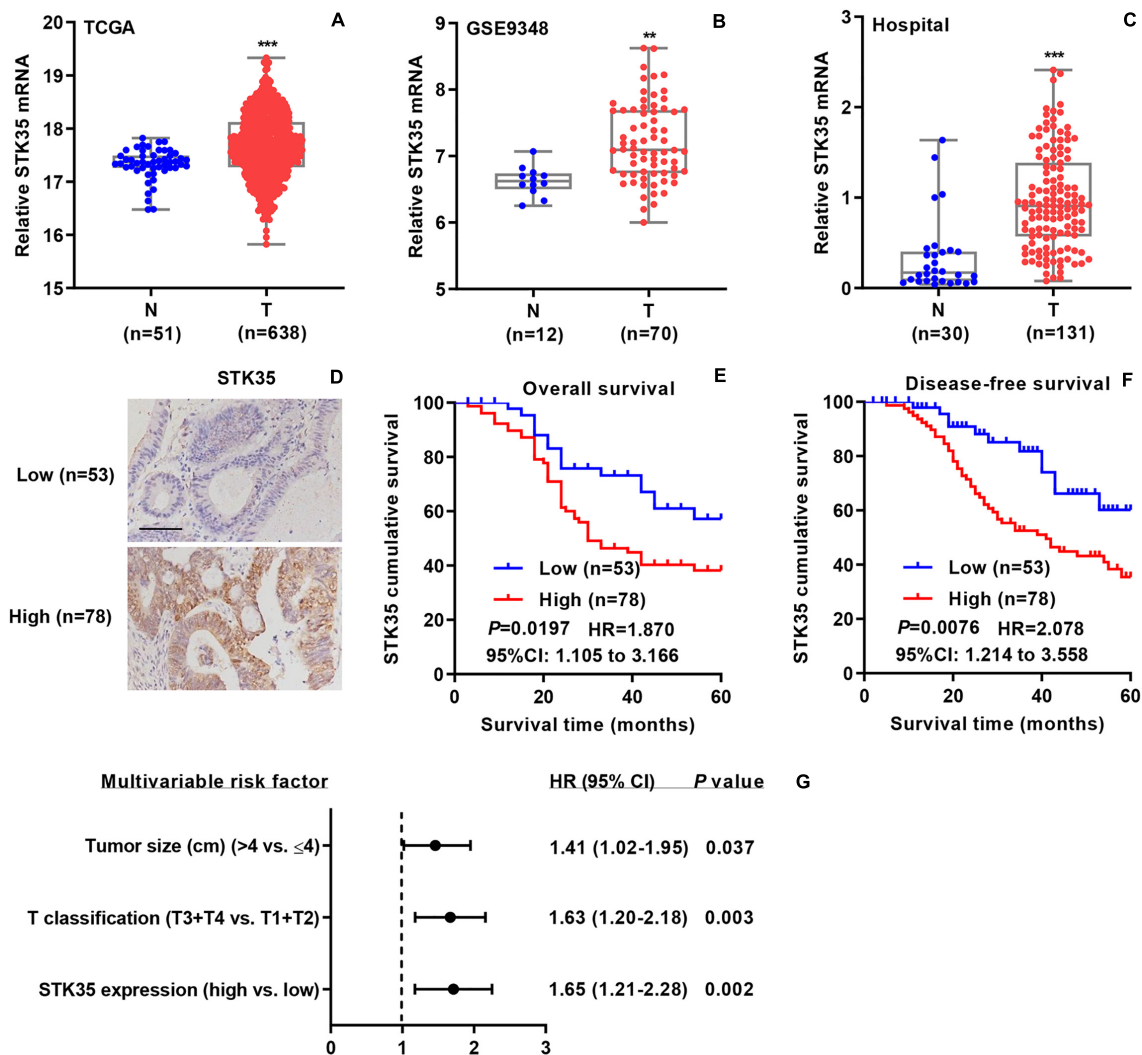 TCGA
A
***
Relative STK35 mRNA
20
19
18
17
16
15
N
T
(n=51)
(n=638)
GSE9348
B
**
Relative STK35 mRNA
9
8
7
6
5
N
T
(n=12)
(n=70)
Hospital
C
***
Relative STK35 mRNA
3
2
1
0
N
T
(n=30)
(n=131)
STK35
D
Low (n=53)
High (n=78)
Overall survival
E
STK35 cumulative survival
100
80
60
40
20
0
Low (n=53)
High (n=78)
P=0.0197 HR=1.870
95%CI: 1.105 to 3.166
0 20 40 60
Survival time (months)
Disease-free survival
F
STK35 cumulative survival
100
80
60
40
20
0
Low (n=53)
High (n=78)
P=0.0076 HR=2.078
95%CI: 1.214 to 3.558
0 20 40 60
Survival time (months)
Multivariable risk factor HR (95% CI) P value G
Tumor size (cm) (>4 vs. ≤4) 1.41 (1.02-1.95) 0.037
T classification (T3+T4 vs. T1+T2) 1.63 (1.20-2.18) 0.003
STK35 expression (high vs. low) 1.65 (1.21-2.28) 0.002
0 1 2 3